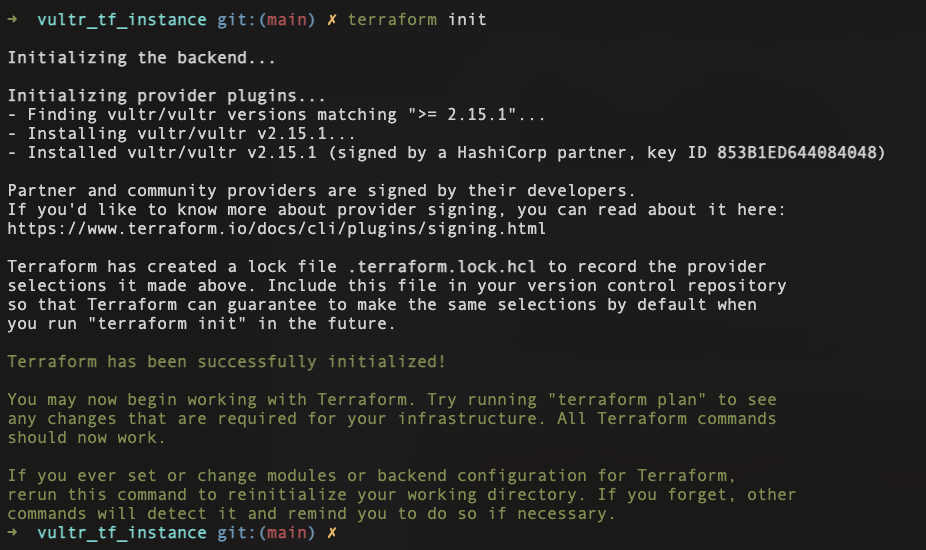 → vultr_tf_instance git:(main) ✗ terraform init
Initializing the backend...
Initializing provider plugins...
- Finding vultr/vultr versions matching ">= 2.15.1"...
- Installing vultr/vultr v2.15.1...
- Installed vultr/vultr v2.15.1 (signed by a HashiCorp partner, key ID 853B1ED644084048)
Partner and community providers are signed by their developers.
If you'd like to know more about provider signing, you can read about it here:
https://www.terraform.io/docs/cli/plugins/signing.html
Terraform has created a lock file .terraform.lock.hcl to record the provider
selections it made above. Include this file in your version control repository
so that Terraform can guarantee to make the same selections by default when
you run "terraform init" in the future.
Terraform has been successfully initialized!
You may now begin working with Terraform. Try running "terraform plan" to see
any changes that are required for your infrastructure. All Terraform commands
should now work.
If you ever set or change modules or backend configuration for Terraform,
rerun this command to reinitialize your working directory. If you forget, other
commands will detect it and remind you to do so if necessary.
→ vultr_tf_instance git:(main) ✗